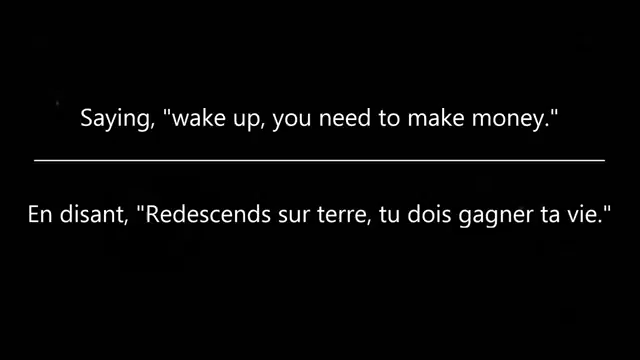 Saying, "wake up, you need to make money."
En disant, "Redescends sur terre, tu dois gagner ta vie."